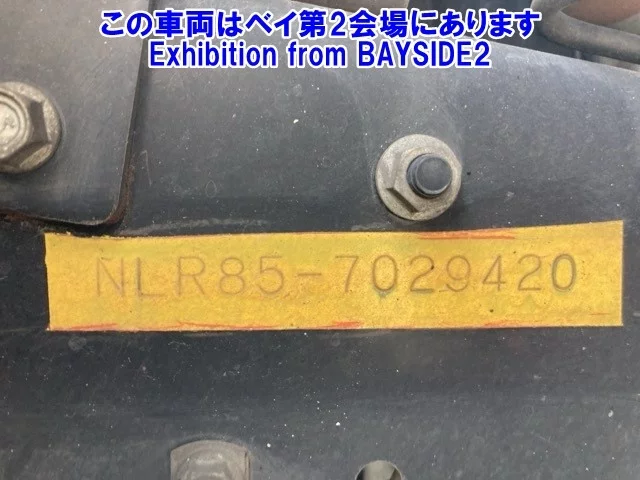 この車両はベイ第2会場にあります
Exhibition from BAYSIDE2
NLR85-7029420